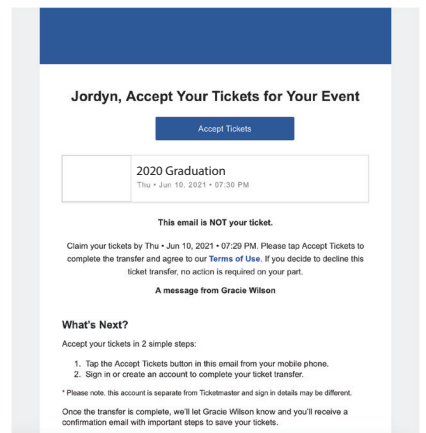 Jordyn, Accept Your Tickets for Your Event
Accept Tickets
2020 Graduation
Thu • Jun 10, 2021 • 07:30 PM
This email is NOT your ticket.
Claim your tickets by Thu • Jun 10, 2021 • 07:29 PM. Please tap Accept Tickets to
complete the transfer and agree to our Terms of Use. If you decide to decline this
ticket transfer, no action is required on your part.
A message from Gracie Wilson
What's Next?
Accept your tickets in 2 simple steps:
1. Tap the Accept Tickets button in this email from your mobile phone.
2. Sign in or create an account to complete your ticket transfer.
* Please note, this account is separate from Ticketmaster and sign in details may be different.
Once the transfer is complete, we'll let Gracie Wilson know and you'll receive a
confirmation email with important steps to save your tickets.